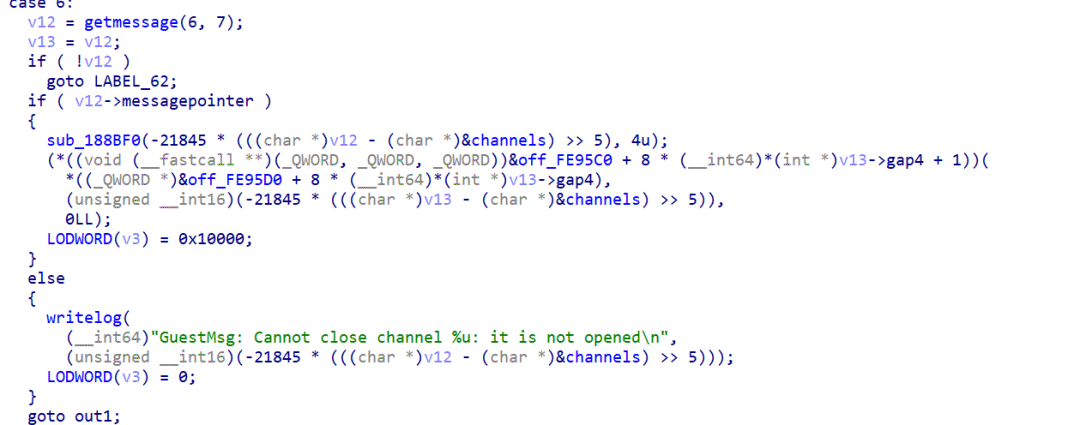 case 6:
v12 = getmessage(6, 7);
v13 = v12;
if ( !v12 )
goto LABEL_62;
if ( v12->messagepointer )
{
sub_188BF0(-21845 * (((char *)v12 - (char *)&channels) >> 5), 4u);
(*((void (__fastcall **)(_QWORD, _QWORD, _QWORD))&off_FE95C0 + 8 * (__int64)*(int *)v13->gap4 + 1))(
*((_QWORD *)&off_FE95D0 + 8 * (__int64)*(int *)v13->gap4),
(unsigned __int16)(-21845 * (((char *)v13 - (char *)&channels) >> 5)),
0LL);
LODWORD(v3) = 0x10000;
}
else
{
writelog(
(__int64)"GuestMsg: Cannot close channel %u: it is not opened\n",
(unsigned __int16)(-21845 * (((char *)v12 - (char *)&channels) >> 5)));
LODWORD(v3) = 0;
}
goto out1;